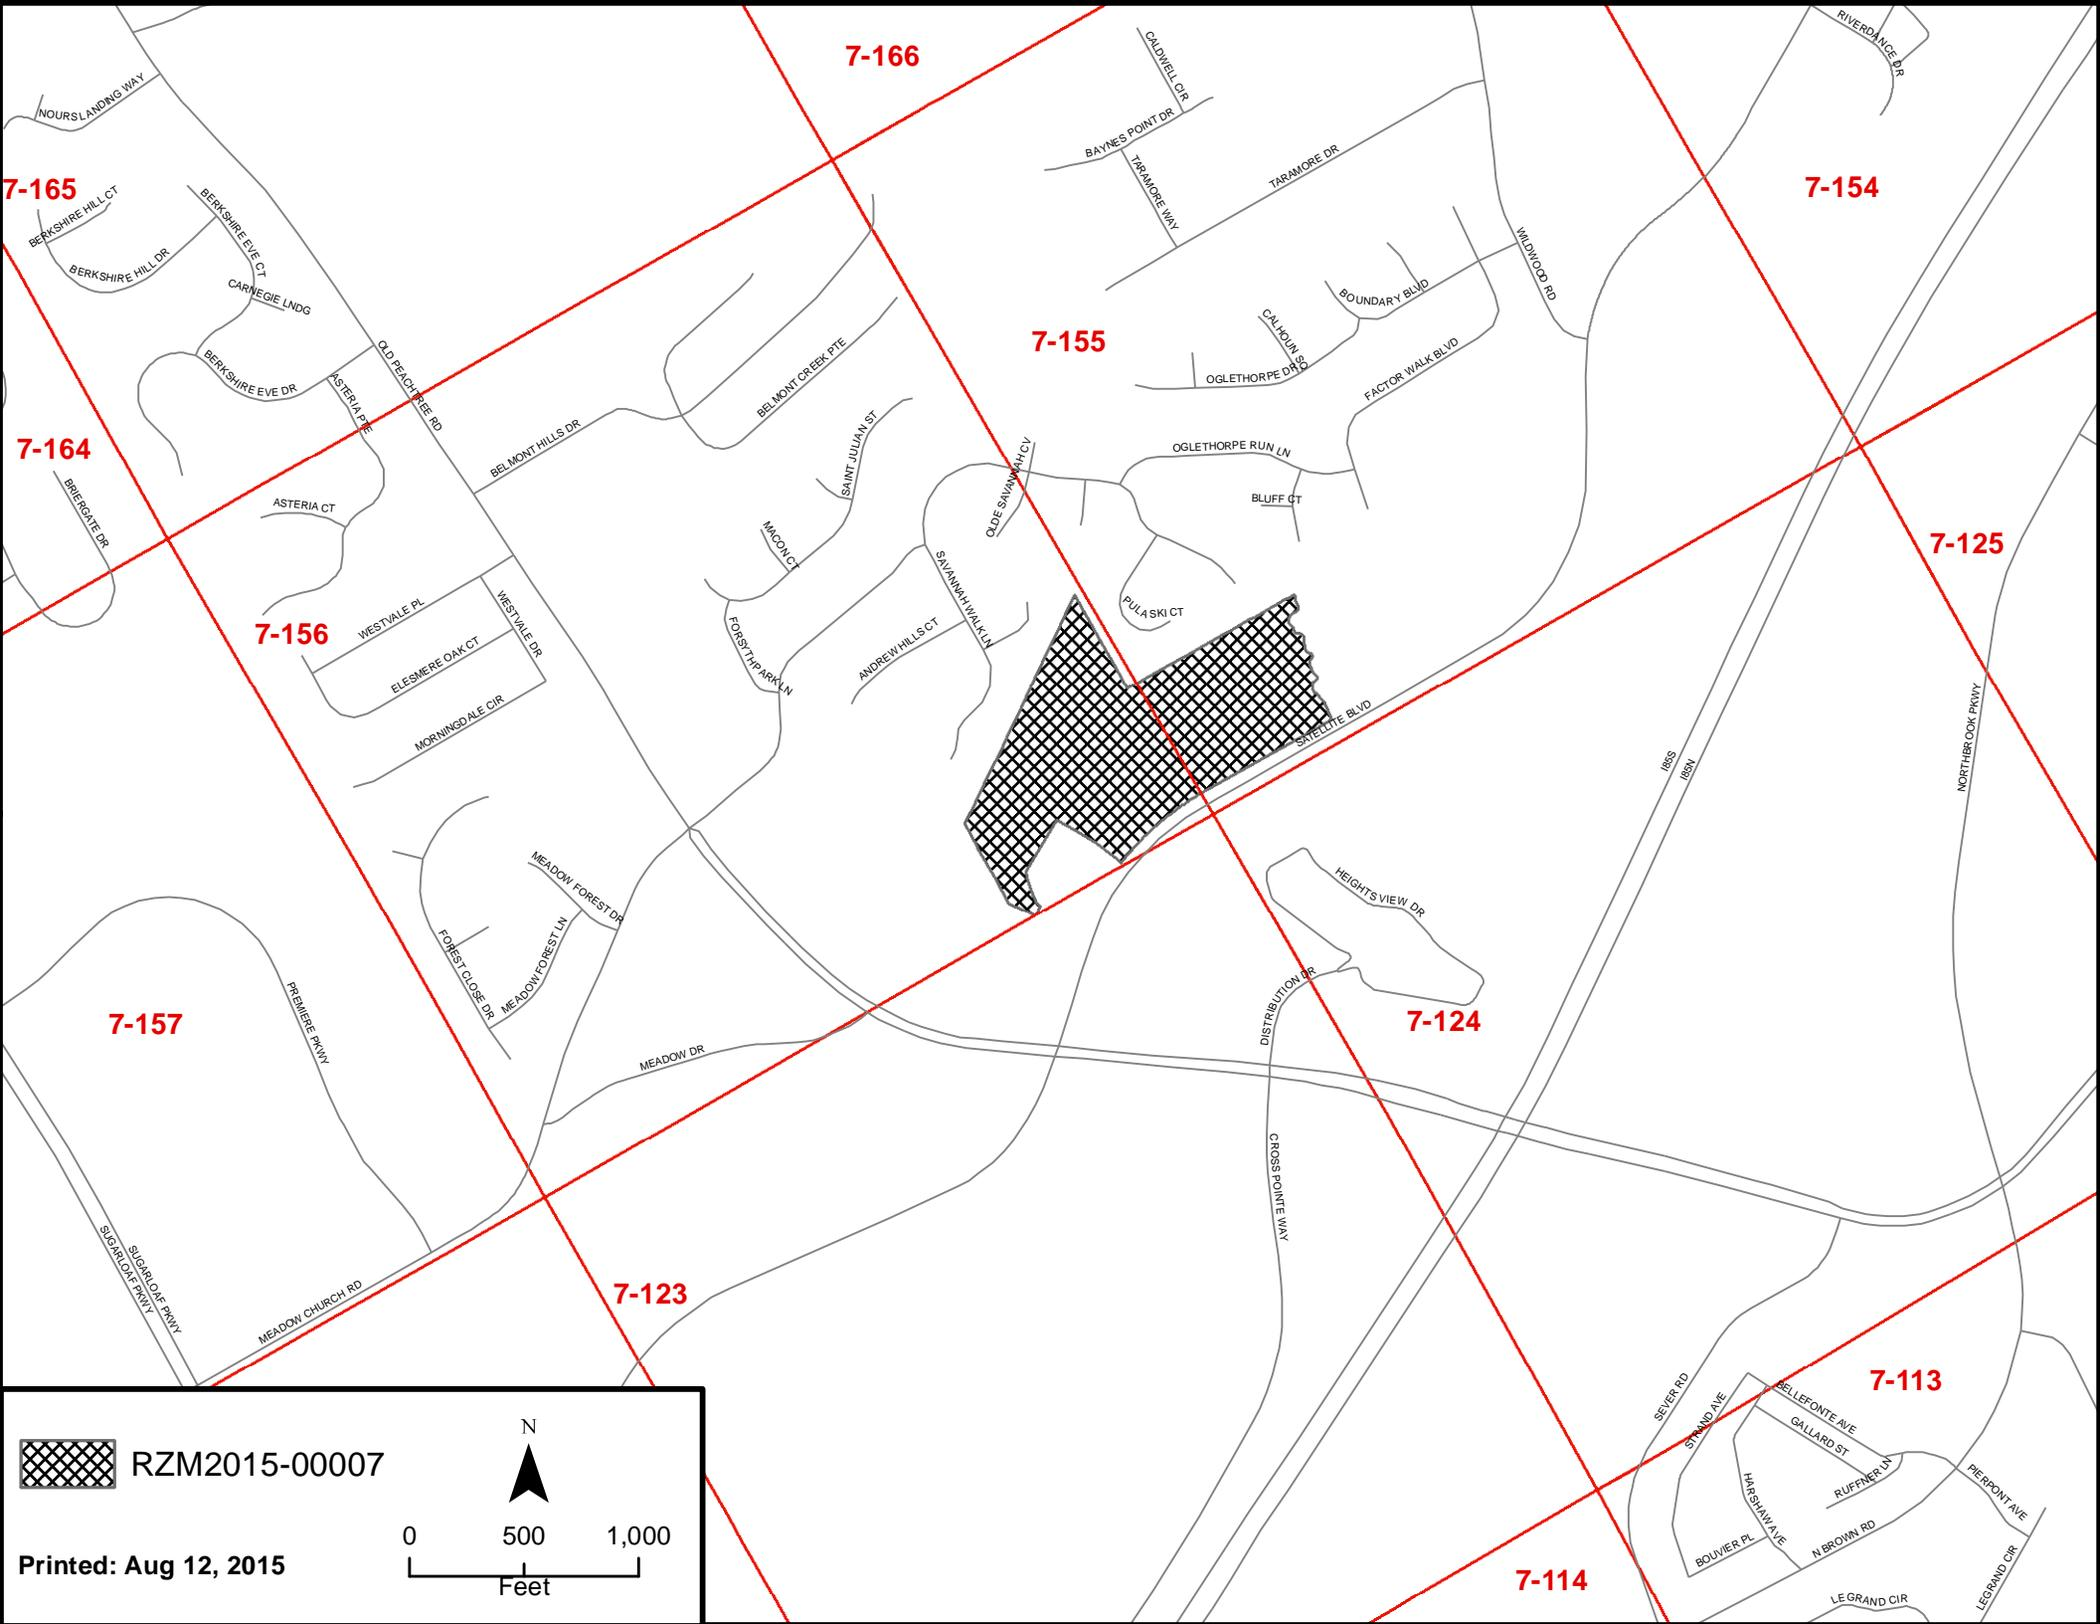 7-166
CALDWELL CIR
RIVERDANCE DR
NOURSLANDING WAY
BAYNES POINT DR
TARAMORE DR
TARAMORE WAY
7-165
7-154
BERKSHIRE HILL CT
BERKSHIRE EVE CT
BERKSHIRE HILL DR
CARNEGIE LNDG
WILDWOOD RD
BOUNDARY BLVD
CALHOUN SQ
7-155
OLD PEACHTREE RD
BERKSHIRE EVE DR
ASTERIA PTE
BELMONT CREEK PTE
OGLETHORPE DR
FACTOR WALK BLVD
BELMONT HILLS DR
SAINT JULIAN ST
OLDE SAVANNAH CV
OGLETHORPE RUN LN
7-164
BRIERGATE DR
ASTERIA CT
MACON CT
BLUFF CT
7-125
SAVANNAH WALK LN
PULASKI CT
WESTVALE PL
WESTVALE DR
7-156
ELESMERE OAK CT
FORSYTH PARK LN
ANDREW HILLS CT
MORNINGDALE CIR
SATELLITE BLVD
I85S
I85N
NORTHBROOK PKWY
MEADOW FOREST DR
HEIGHTS VIEW DR
FOREST CLOSE DR
MEADOW FOREST LN
DISTRIBUTION DR
PREMIERE PKWY
7-157
7-124
MEADOW DR
CROSS POINTE WAY
SUGARLOAF PKWY
SUGARLOAF PKWY
MEADOW CHURCH RD
7-123
SEVER RD
STRAND AVE
BELLEFONTE AVE
GALLARD ST
7-113
RUFFNER LN
HARSHAW AVE
PIERPONT AVE
BOUVIER PL
N BROWN RD
LEGRAND CIR
LEGRAND CIR
7-114
RZM2015-00007
N
0 500 1,000
Feet
Printed: Aug 12, 2015